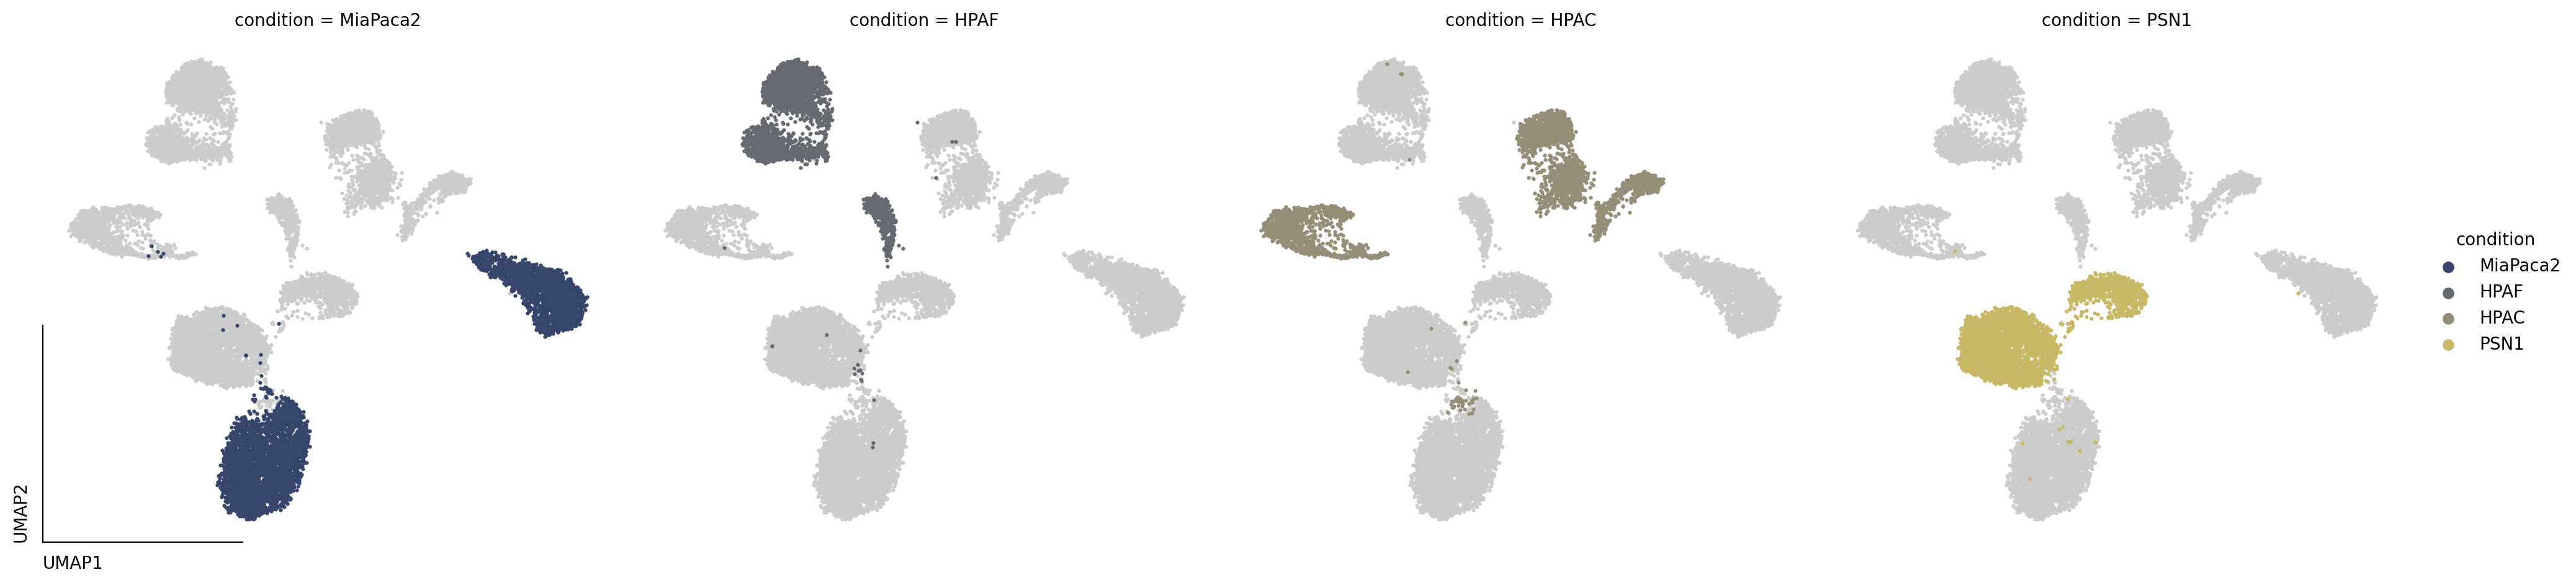 condition = MiaPaca2
condition = HPAF
condition = HPAC
condition = PSN1
condition
MiaPaca2
HPAF
HPAC
PSN1
UMAP2
UMAP1